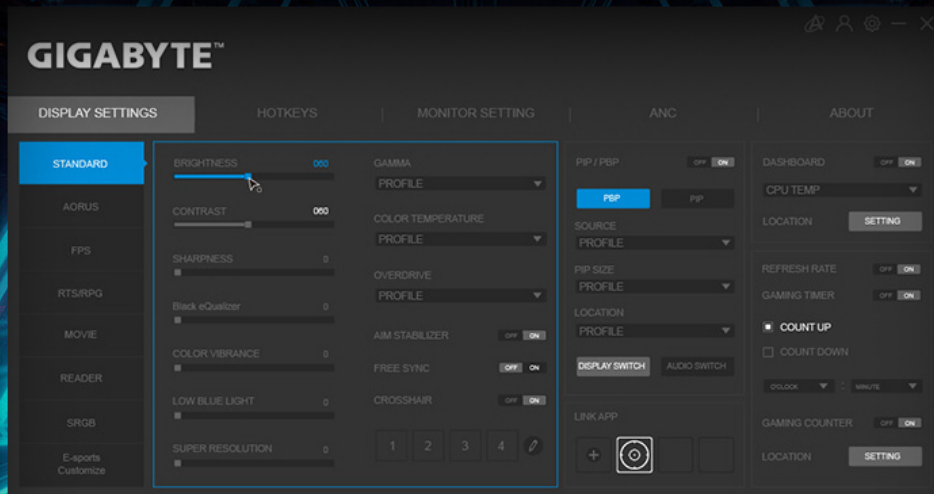 GIGABYTE™
DISPLAY SETTINGS
HOTKEYS
MONITOR SETTING
ANC
ABOUT
STANDARD
AORUS
FPS
RTS/RPG
MOVIE
READER
SRGB
E-sports
Customize
BRIGHTNESS 060
CONTRAST 060
SHARPNESS 0
Black eQualizer 0
COLOR VIBRANCE 0
LOW BLUE LIGHT 0
SUPER RESOLUTION 0
GAMMA
PROFILE
COLOR TEMPERATURE
PROFILE
OVERDRIVE
PROFILE
AIM STABILIZER OFF ON
FREE SYNC OFF ON
CROSSHAIR OFF ON
1 2 3 4
PIP / PBP OFF ON
PBP PIP
SOURCE
PROFILE
PIP SIZE
PROFILE
LOCATION
PROFILE
DISPLAY SWITCH AUDIO SWITCH
LINK APP
DASHBOARD OFF ON
CPU TEMP
LOCATION SETTING
REFRESH RATE OFF ON
GAMING TIMER OFF ON
COUNT UP
COUNT DOWN
O'CLOCK : MINUTE
GAMING COUNTER OFF ON
LOCATION SETTING